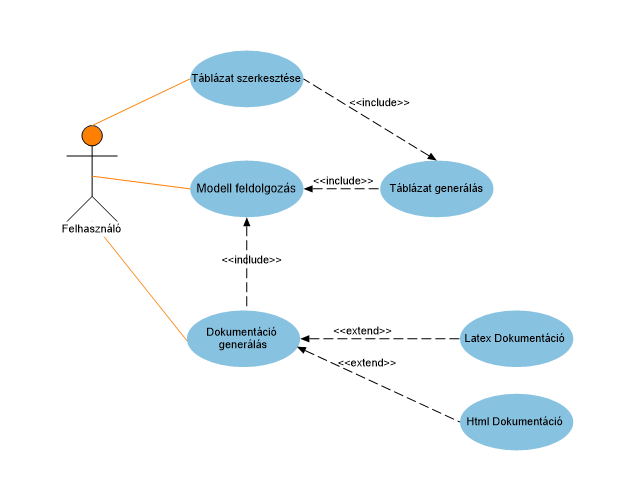 Táblázat szerkesztése
<<include>>
Felhasználó
Modell feldolgozás
<<include>>
Táblázat generálás
<<include>>
Dokumentáció
generálás
<<extend>>
Latex Dokumentáció
<<extend>>
Html Dokumentáció